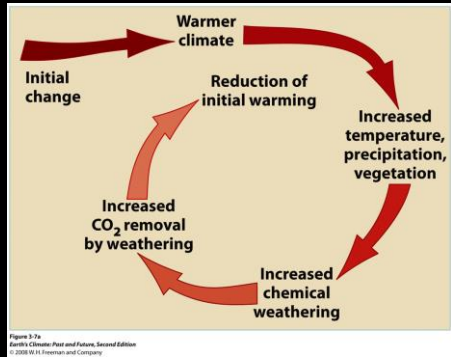 Warmer
climate
Initial
change
Reduction of
initial warming
Increased
temperature,
precipitation,
vegetation
Increased
CO2 removal
by weathering
Increased
chemical
weathering
Figure 3-7a
Earth's Climate: Past and Future, Second Edition
© 2008 W. H. Freeman and Company